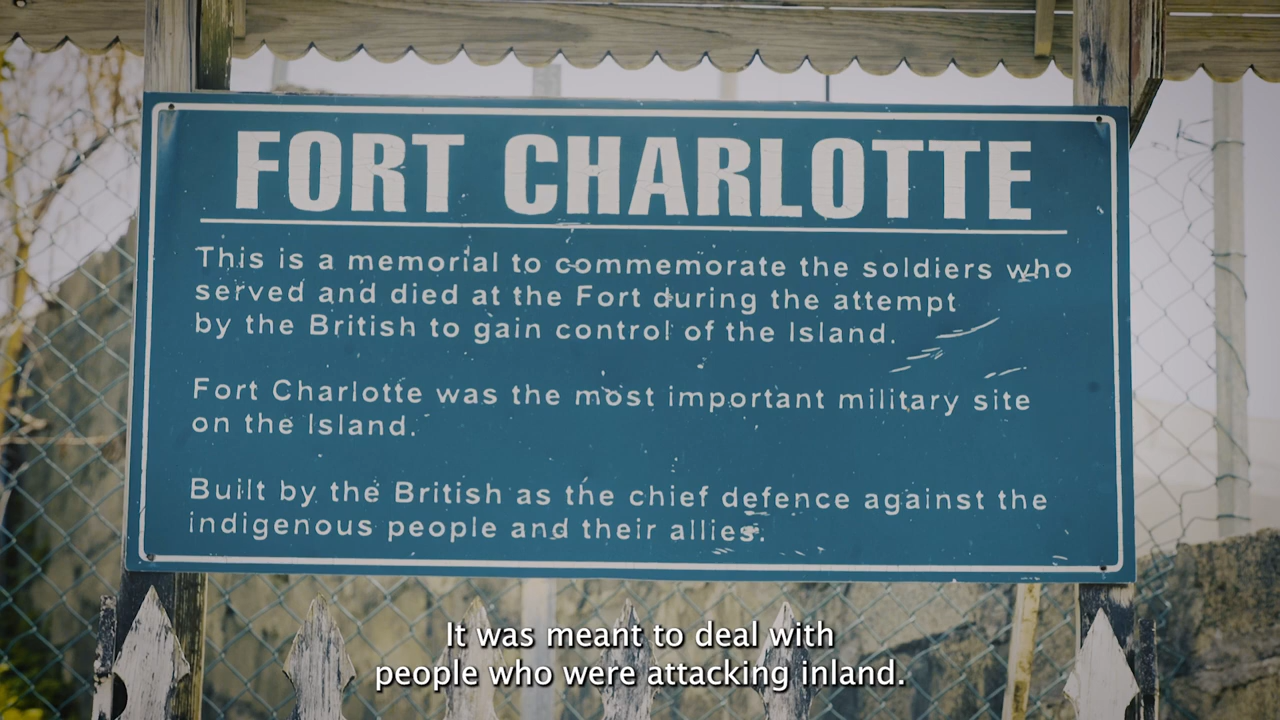 FORT CHARLOTTE
This is a memorial to commemorate the soldiers who
served and died at the Fort during the attempt
by the British to gain control of the Island.
Fort Charlotte was the most important military site
on the Island.
Built by the British as the chief defence against the
indigenous people and their allies.
It was meant to deal with
people who were attacking inland.